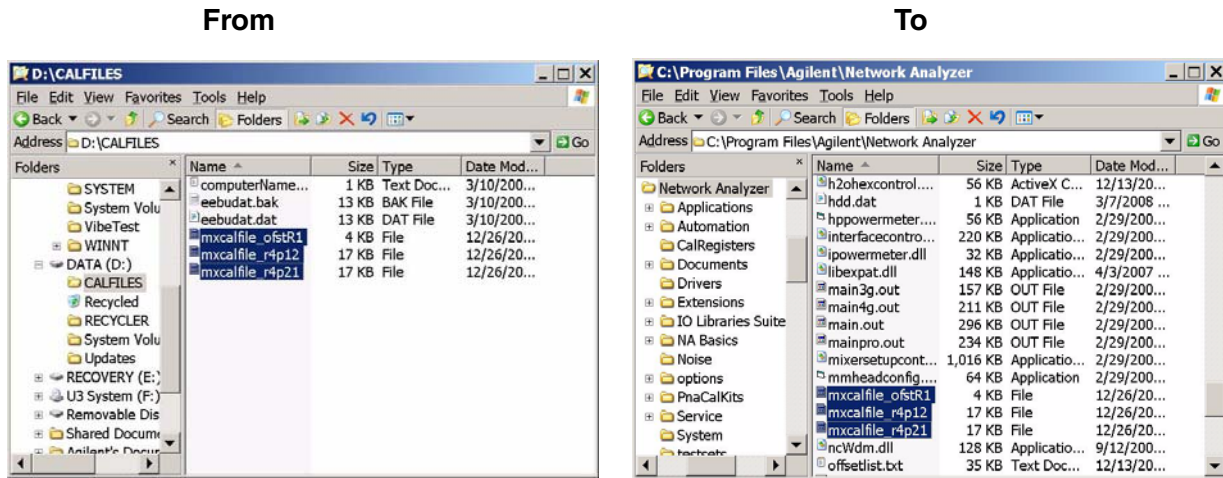 From
To
D:\CALFILES
File Edit View Favorites Tools Help
Back Search Folders
Address D:\CALFILES Go
Folders
SYSTEM
System Volu
VibeTest
WINNT
DATA (D:)
CALFILES
Recycled
RECYCLER
System Volu
Updates
RECOVERY (E:)
U3 System (F:)
Removable Dis
Shared Docume
Agilent's Docum
Name Size Type Date Mod...
computerName... 1 KB Text Doc... 3/10/200...
eebudat.bak 13 KB BAK File 3/10/200...
eebudat.dat 13 KB DAT File 3/10/200...
mxcalfile_ofstR1 4 KB File 12/26/20...
mxcalfile_r4p12 17 KB File 12/26/20...
mxcalfile_r4p21 17 KB File 12/26/20...
C:\Program Files\Agilent\Network Analyzer
File Edit View Favorites Tools Help
Back Search Folders
Address C:\Program Files\Agilent\Network Analyzer Go
Folders
Network Analyzer
Applications
Automation
CalRegisters
Documents
Drivers
Extensions
IO Libraries Suite
NA Basics
Noise
options
PnaCalKits
Service
System
testsets
Name Size Type Date Mod...
h2ohexcontrol.... 56 KB ActiveX C... 12/13/20...
hdd.dat 1 KB DAT File 3/7/2008 ...
hppowermeter.... 56 KB Application 2/29/200...
interfacecontro... 220 KB Applicatio... 2/29/200...
ipowermeter.dll 32 KB Applicatio... 2/29/200...
libexpat.dll 148 KB Applicatio... 4/3/2007 ...
main3g.out 157 KB OUT File 2/29/200...
main4g.out 211 KB OUT File 2/29/200...
main.out 296 KB OUT File 2/29/200...
mainpro.out 234 KB OUT File 2/29/200...
mixersetupcont... 1,016 KB Applicatio... 2/29/200...
mmheadconfig.... 64 KB Application 2/29/200...
mxcalfile_ofstR1 4 KB File 12/26/20...
mxcalfile_r4p12 17 KB File 12/26/20...
mxcalfile_r4p21 17 KB File 12/26/20...
ncWdm.dll 128 KB Applicatio... 9/12/200...
offsetlist.txt 35 KB Text Doc... 12/13/20...